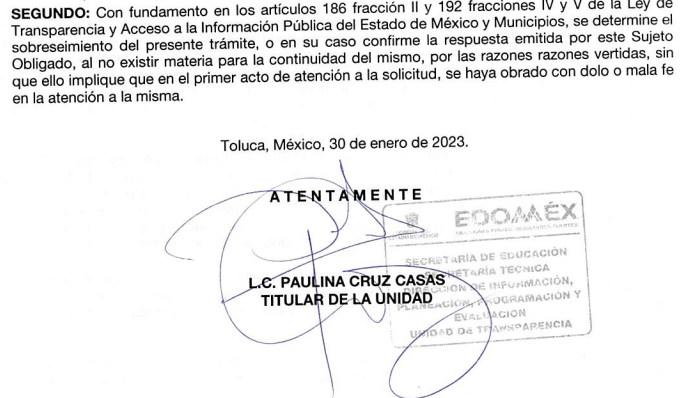 SEGUNDO: Con fundamento en los artículos 186 fracción II y 192 fracciones IV y V de la Ley de
Transparencia y Acceso a la Información Pública del Estado de México y Municipios, se determine el
sobreseimiento del presente trámite, o en su caso confirme la respuesta emitida por este Sujeto
Obligado, al no existir materia para la continuidad del mismo, por las razones razones vertidas, sin
que ello implique que en el primer acto de atención a la solicitud, se haya obrado con dolo o mala fe
en la atención a la misma.
Toluca, México, 30 de enero de 2023.
ATENTAMENTE
EDOMÉX
L.C. PAULINA CRUZ CASAS
TITULAR DE LA UNIDAD
SECRETARÍA DE EDUCACIÓN
SECRETARÍA TÉCNICA
DIRECCIÓN DE INFORMACIÓN,
PLANEACIÓN, PROGRAMACIÓN Y
EVALUACIÓN
UNIDAD DE TRANSPARENCIA